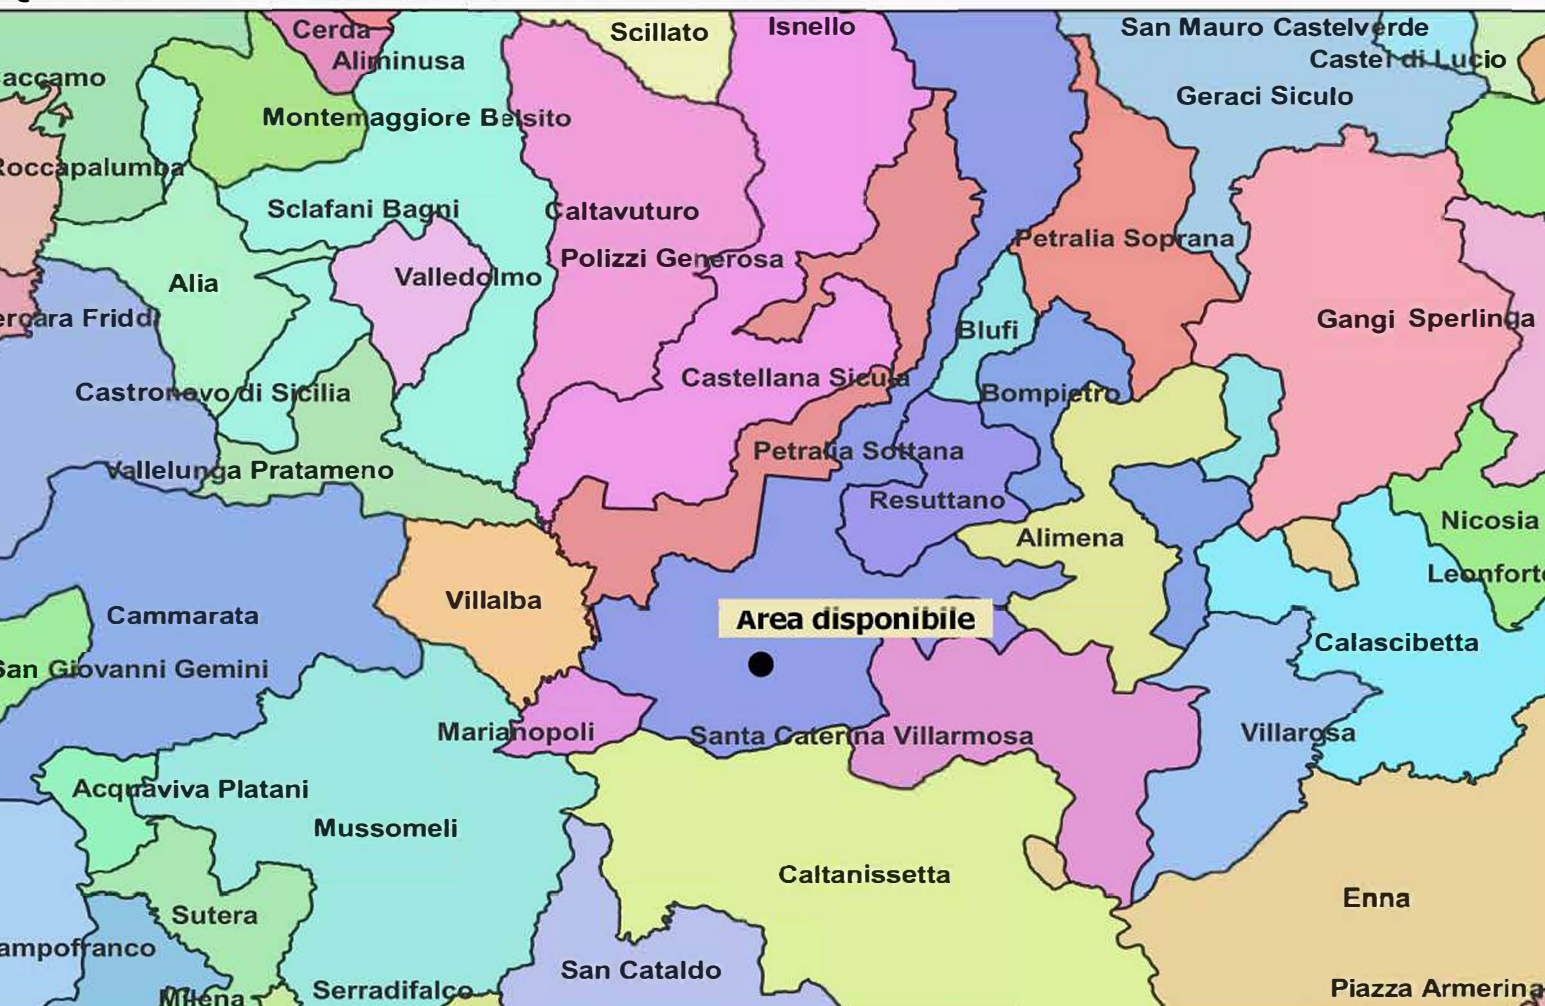 Cerda
Scillato
Isnello
San Mauro Castelverde
Aliminusa
Castel di Lucio
accamo
Geraci Siculo
Montemaggiore Belsito
Roccapalumba
Sclafani Bagni
Caltavuturo
Petralia Soprana
Polizzi Generosa
Alia
Valledolmo
ercara Friddi
Blufi
Gangi
Sperlinga
Castellana Sicula
Castronovo di Sicilia
Bompietro
Petralia Sottana
Vallelunga Pratameno
Resuttano
Nicosia
Alimena
Leonforte
Villalba
Cammarata
Area disponibile
Calascibetta
San Giovanni Gemini
Marianopoli
Santa Caterina Villarmosa
Villarosa
Acquaviva Platani
Mussomeli
Caltanissetta
Enna
Sutera
ampofranco
San Cataldo
Serradifalco
Piazza Armerina
Milena